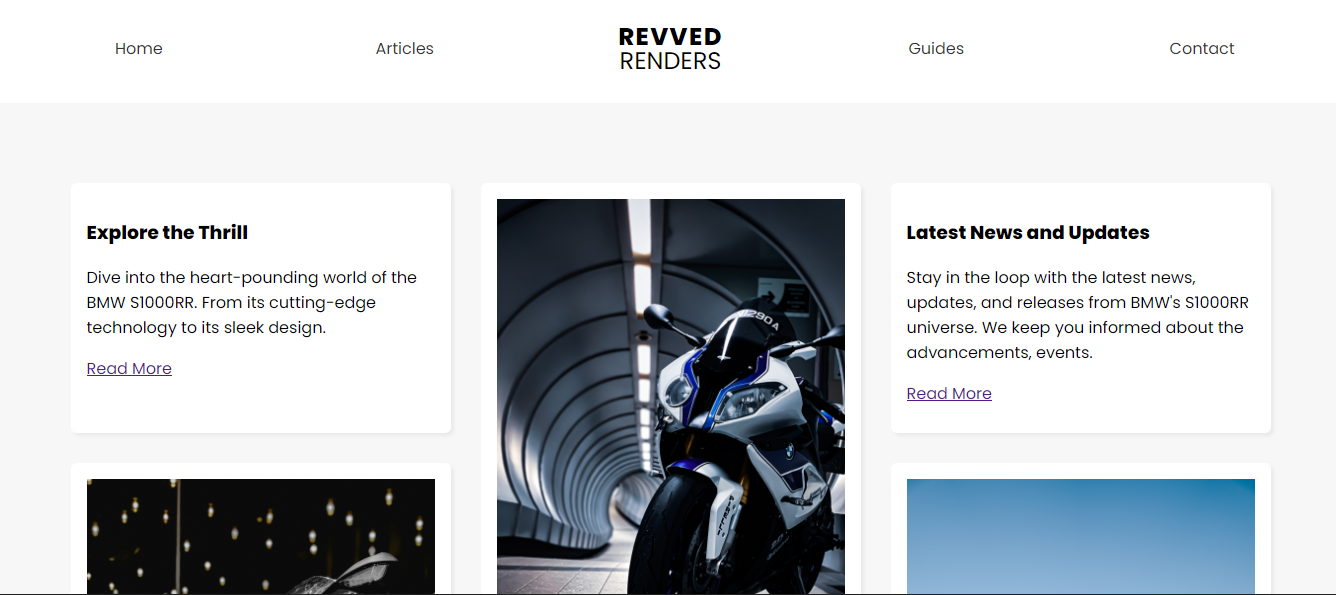 Home
Articles
REVVED
RENDERS
Guides
Contact
Explore the Thrill
Dive into the heart-pounding world of the
BMW S1000RR. From its cutting-edge
technology to its sleek design.
Read More
290A
Latest News and Updates
Stay in the loop with the latest news,
updates, and releases from BMW's S1000RR
universe. We keep you informed about the
advancements, events.
Read More